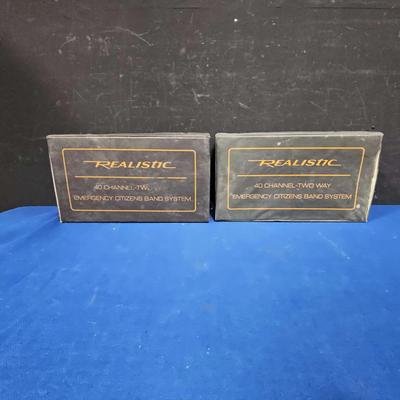 REALISTIC
40 CHANNEL-TW
EMERGENCY CITIZENS BAND SYSTEM
REALISTIC
40 CHANNEL-TWO WAY
EMERGENCY CITIZENS BAND SYSTEM